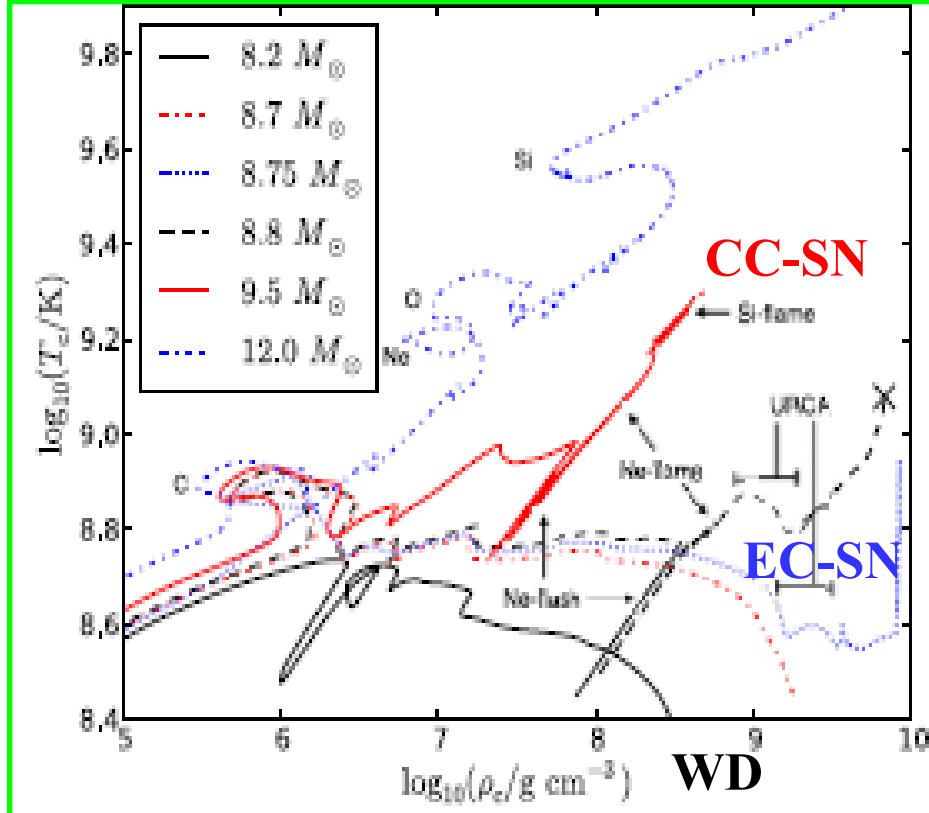 9.8
9.6
9.4
9.2
9.0
8.8
8.6
8.4
log₁₀(T_c/K)
8.2 M⊙
8.7 M⊙
8.75 M⊙
8.8 M⊙
9.5 M⊙
12.0 M⊙
Si
CC-SN
O
Si-flame
Ne
URCA
Ne-flame
C
EC-SN
Ne-flash
5
6
7
8
9
10
log₁₀(ρ_c/g cm⁻³)
WD